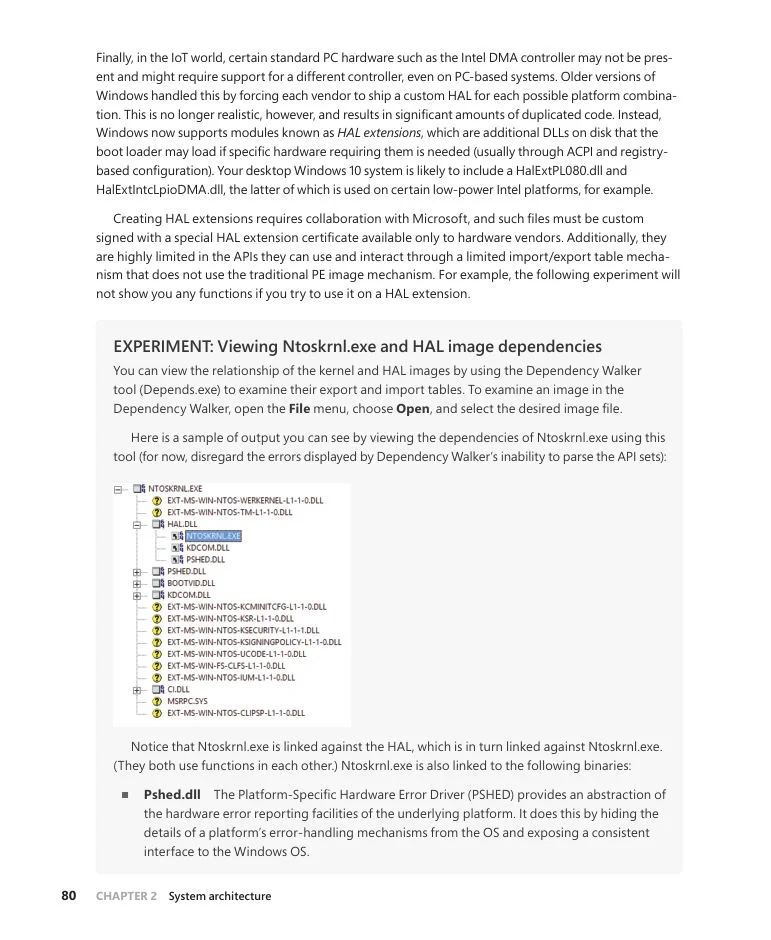 Finally, in the IoT world, certain standard PC hardware such as the Intel DMA controller may not be pres-
ent and might require support for a different controller, even on PC-based systems. Older versions of
Windows handled this by forcing each vendor to ship a custom HAL for each possible platform combina-
tion. This is no longer realistic, however, and results in significant amounts of duplicated code. Instead,
Windows now supports modules known as HAL extensions, which are additional DLLs on disk that the
boot loader may load if specific hardware requiring them is needed (usually through ACPI and registry-
based configuration). Your desktop Windows 10 system is likely to include a HalExtPL080.dll and
HalExtIntcLpioDMA.dll, the latter of which is used on certain low-power Intel platforms, for example.
Creating HAL extensions requires collaboration with Microsoft, and such files must be custom
signed with a special HAL extension certificate available only to hardware vendors. Additionally, they
are highly limited in the APIs they can use and interact through a limited import/export table mecha-
nism that does not use the traditional PE image mechanism. For example, the following experiment will
not show you any functions if you try to use it on a HAL extension.
EXPERIMENT: Viewing Ntoskrnl.exe and HAL image dependencies
You can view the relationship of the kernel and HAL images by using the Dependency Walker
tool (Depends.exe) to examine their export and import tables. To examine an image in the
Dependency Walker, open the File menu, choose Open, and select the desired image file.
Here is a sample of output you can see by viewing the dependencies of Ntoskrnl.exe using this
tool (for now, disregard the errors displayed by Dependency Walker's inability to parse the API sets):
NTOSKRNL.EXE
EXT-MS-WIN-NTOS-WERKERNEL-L1-1-0.DLL
EXT-MS-WIN-NTOS-TM-L1-1-0.DLL
HAL.DLL
NTOSKRNL.EXE
KDCOM.DLL
PSHED.DLL
PSHED.DLL
BOOTVID.DLL
KDCOM.DLL
EXT-MS-WIN-NTOS-KCMINITCFG-L1-1-0.DLL
EXT-MS-WIN-NTOS-KSR-L1-1-0.DLL
EXT-MS-WIN-NTOS-KSECURITY-L1-1-1.DLL
EXT-MS-WIN-NTOS-KSIGNINGPOLICY-L1-1-0.DLL
EXT-MS-WIN-NTOS-UCODE-L1-1-0.DLL
EXT-MS-WIN-FS-CLFS-L1-1-0.DLL
EXT-MS-WIN-NTOS-IUM-L1-1-0.DLL
CI.DLL
MSRPC.SYS
EXT-MS-WIN-NTOS-CLIPSP-L1-1-0.DLL
Notice that Ntoskrnl.exe is linked against the HAL, which is in turn linked against Ntoskrnl.exe.
(They both use functions in each other.) Ntoskrnl.exe is also linked to the following binaries:
■ Pshed.dll The Platform-Specific Hardware Error Driver (PSHED) provides an abstraction of
the hardware error reporting facilities of the underlying platform. It does this by hiding the
details of a platform's error-handling mechanisms from the OS and exposing a consistent
interface to the Windows OS.
80 CHAPTER 2 System architecture